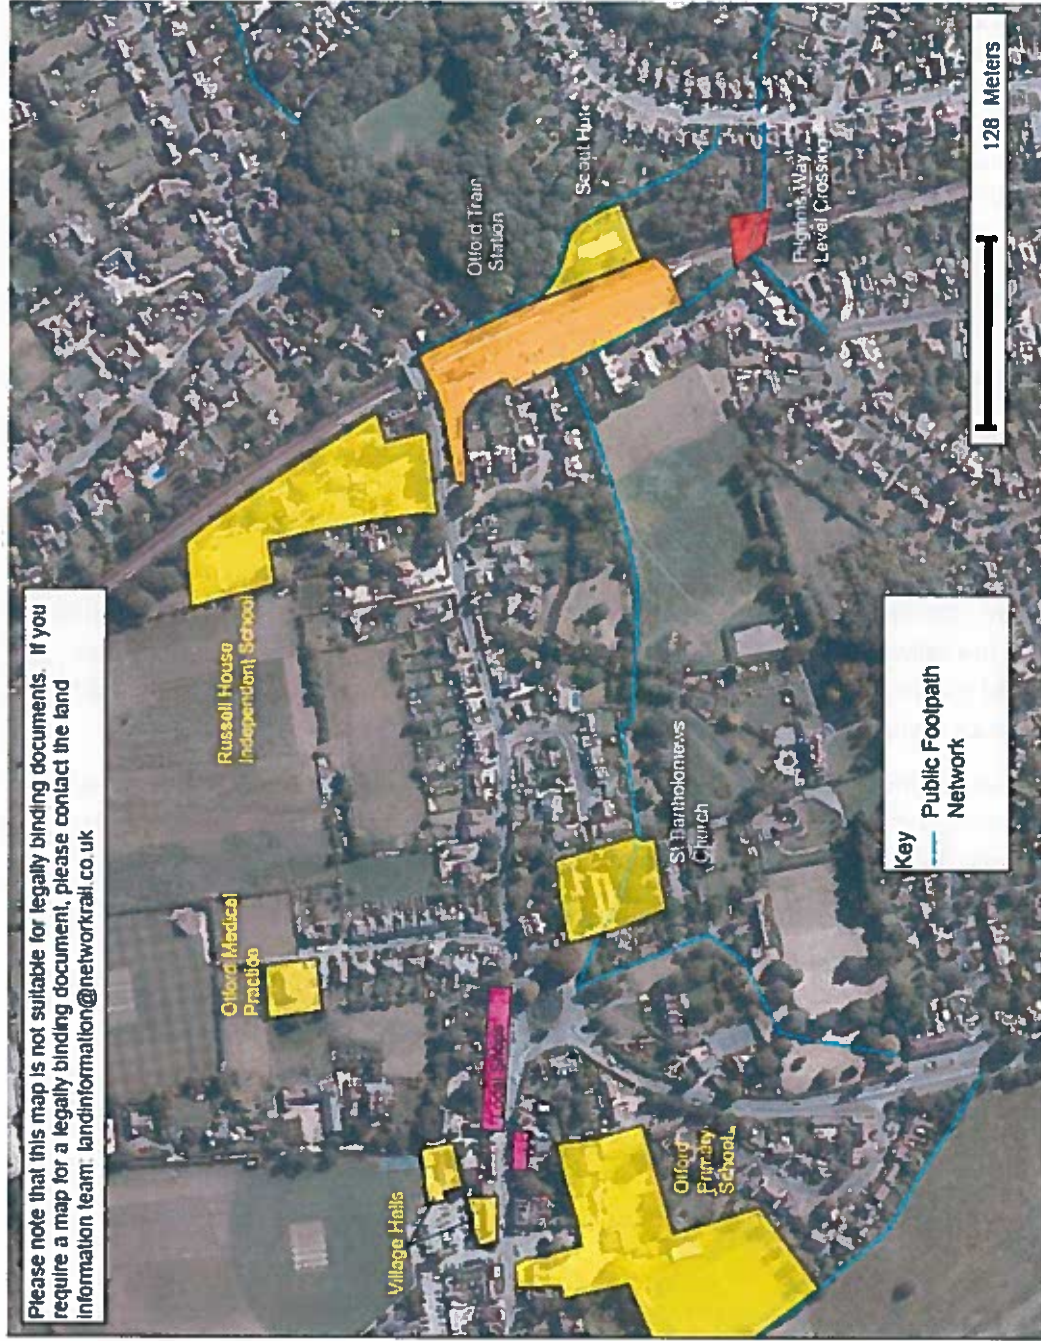 Please note that this map is not suitable for legally binding documents. If you
require a map for a legally binding document, please contact the land
information team: landinformation@networkrail.co.uk
Village Halls
Otford Medical
Practice
Russell House
Independent School
Otford Train
Station
Scout Hut
Otford
Primary
School
St Bartholomews
Church
Pilgrims Way
Level Crossing
Key
Public Footpath
Network
128 Meters